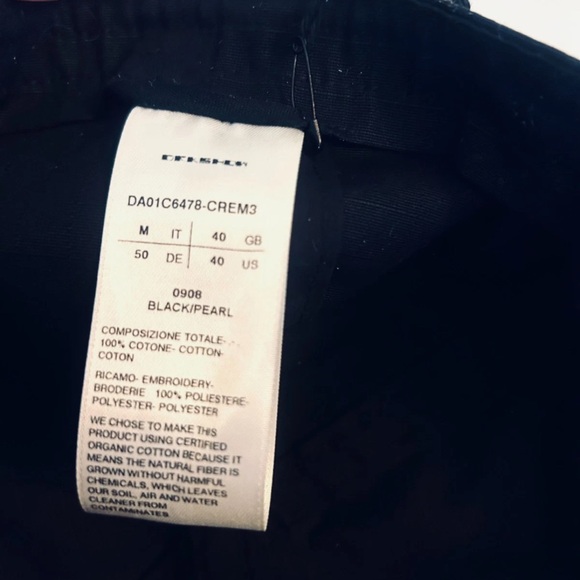 DRKSHDW
DA01C6478-CREM3
M IT 40 GB
50 DE 40 US
0908
BLACK/PEARL
COMPOSIZIONE TOTALE-
100% COTONE- COTTON-
COTON
RICAMO- EMBROIDERY-
BRODERIE 100% POLIESTERE-
POLYESTER- POLYESTER
WE CHOSE TO MAKE THIS
PRODUCT USING CERTIFIED
ORGANIC COTTON BECAUSE IT
MEANS THE NATURAL FIBER IS
GROWN WITHOUT HARMFUL
CHEMICALS, WHICH LEAVES
OUR SOIL, AIR AND WATER
CLEANER FROM
CONTAMINATES